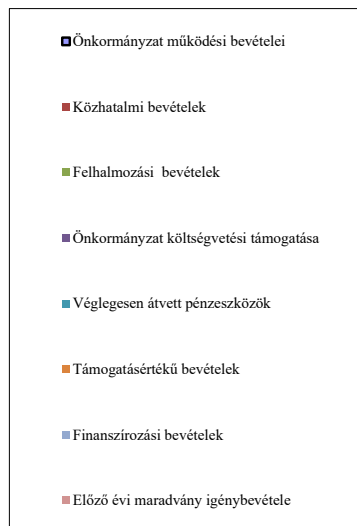 Önkormányzat működési bevételei
Közhatalmi bevételek
Felhalmozási bevételek
Önkormányzat költségvetési támogatása
Véglegesen átvett pénzeszközök
Támogatásértékű bevételek
Finanszírozási bevételek
Előző évi maradvány igénybevétele